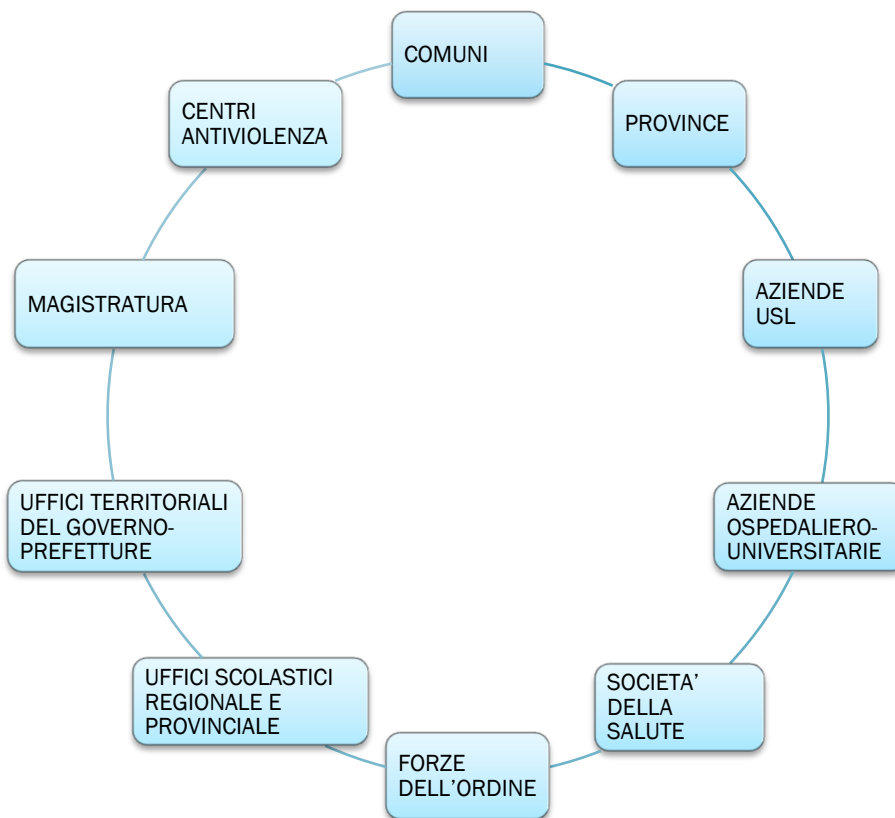 COMUNI
PROVINCE
AZIENDE
USL
AZIENDE
OSPEDALIERO-
UNIVERSITARIE
SOCIETA’
DELLA
SALUTE
FORZE
DELL’ORDINE
UFFICI SCOLASTICI
REGIONALE E
PROVINCIALE
UFFICI TERRITORIALI
DEL GOVERNO-
PREFETTURE
MAGISTRATURA
CENTRI
ANTIVIOLENZA